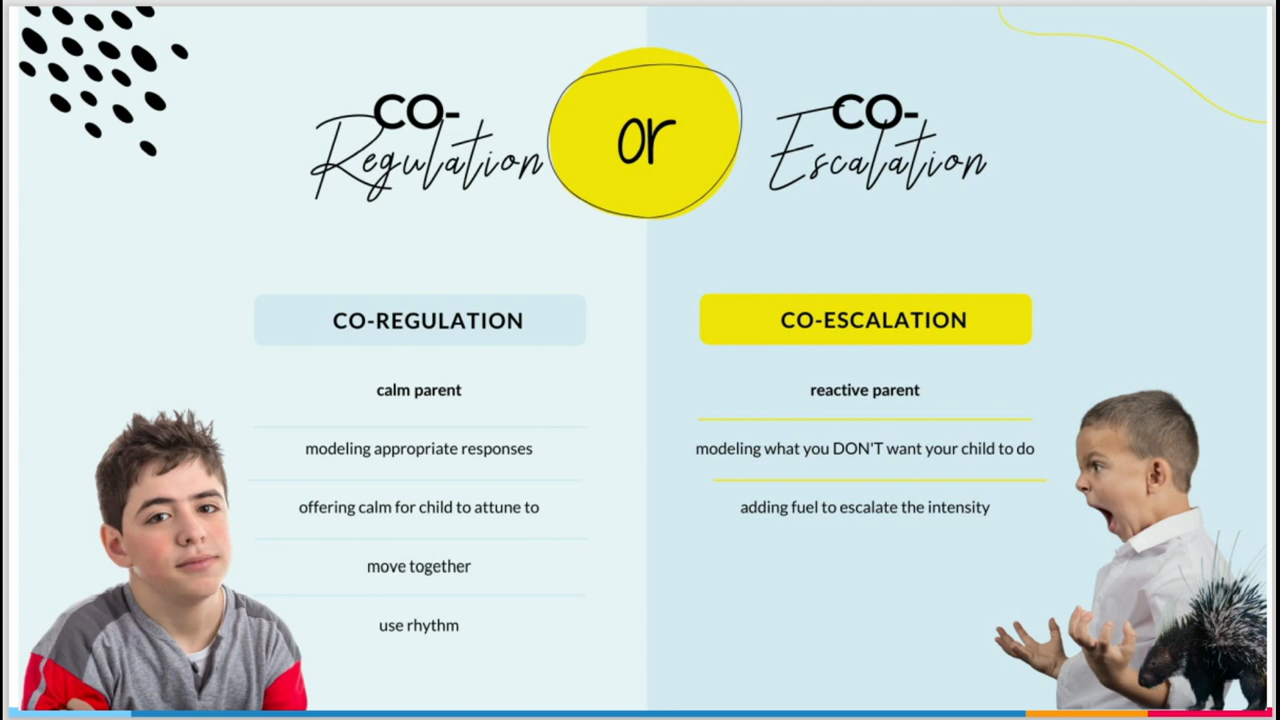 CO-
Regulation
or
CO-
Escalation
CO-REGULATION
calm parent
modeling appropriate responses
offering calm for child to attune to
move together
use rhythm
CO-ESCALATION
reactive parent
modeling what you DON'T want your child to do
adding fuel to escalate the intensity